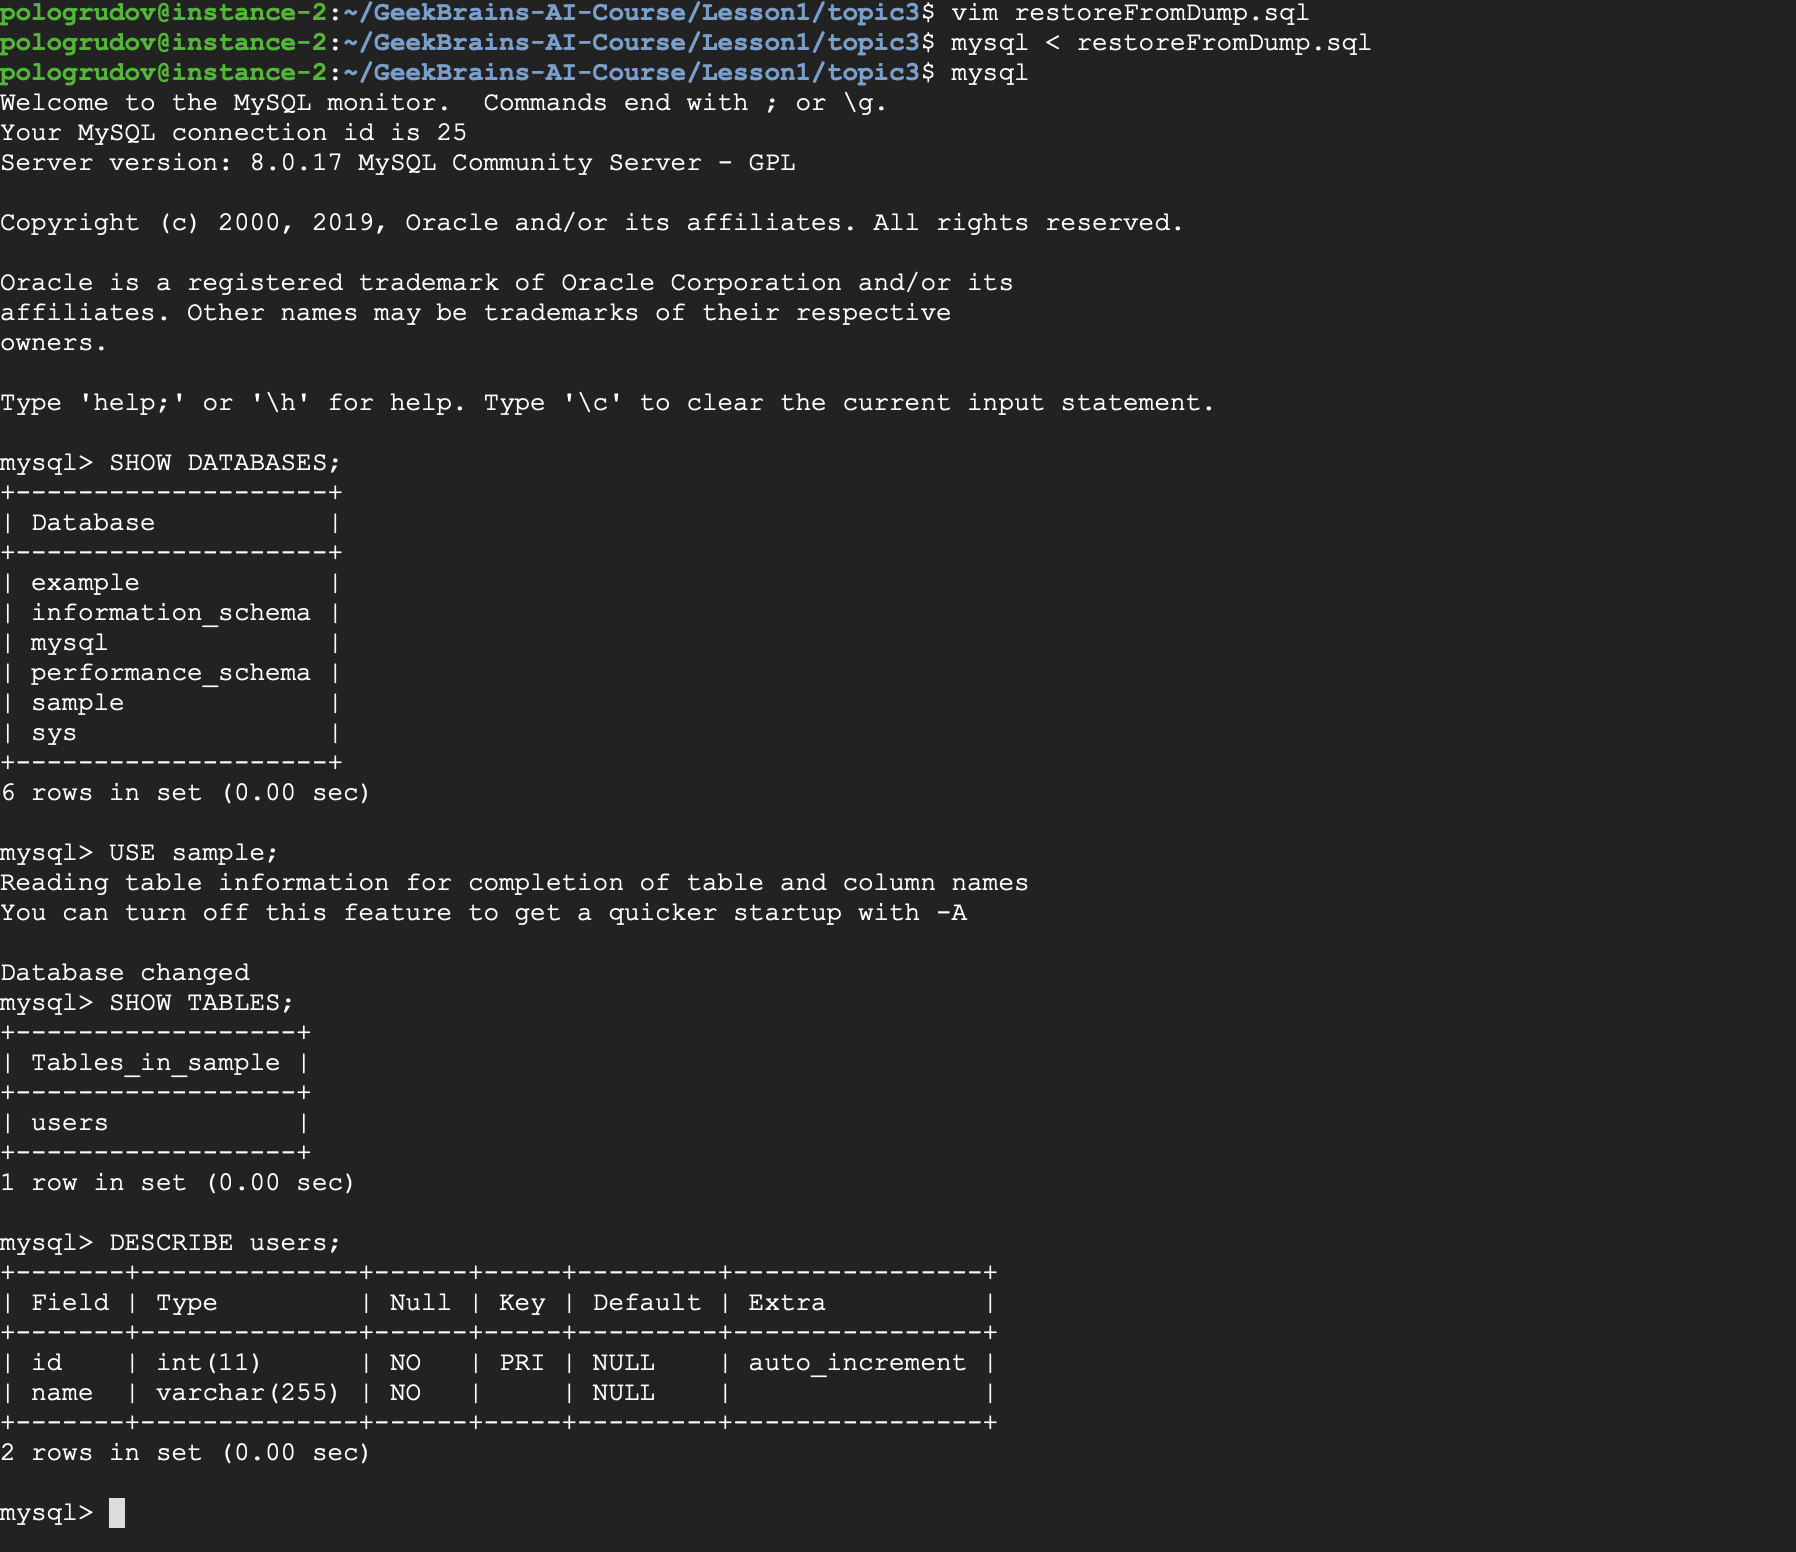 pologrudov@instance-2:~/GeekBrains-AI-Course/Lesson1/topic3$ vim restoreFromDump.sql
pologrudov@instance-2:~/GeekBrains-AI-Course/Lesson1/topic3$ mysql < restoreFromDump.sql
pologrudov@instance-2:~/GeekBrains-AI-Course/Lesson1/topic3$ mysql
Welcome to the MySQL monitor.  Commands end with ; or \g.
Your MySQL connection id is 25
Server version: 8.0.17 MySQL Community Server - GPL

Copyright (c) 2000, 2019, Oracle and/or its affiliates. All rights reserved.

Oracle is a registered trademark of Oracle Corporation and/or its
affiliates. Other names may be trademarks of their respective
owners.

Type 'help;' or '\h' for help. Type '\c' to clear the current input statement.

mysql> SHOW DATABASES;
+--------------------+
| Database           |
+--------------------+
| example            |
| information_schema |
| mysql              |
| performance_schema |
| sample             |
| sys                |
+--------------------+
6 rows in set (0.00 sec)

mysql> USE sample;
Reading table information for completion of table and column names
You can turn off this feature to get a quicker startup with -A

Database changed
mysql> SHOW TABLES;
+------------------+
| Tables_in_sample |
+------------------+
| users            |
+------------------+
1 row in set (0.00 sec)

mysql> DESCRIBE users;
+-------+--------------+------+-----+---------+----------------+
| Field | Type         | Null | Key | Default | Extra          |
+-------+--------------+------+-----+---------+----------------+
| id    | int(11)      | NO   | PRI | NULL    | auto_increment |
| name  | varchar(255) | NO   |     | NULL    |                |
+-------+--------------+------+-----+---------+----------------+
2 rows in set (0.00 sec)

mysql>